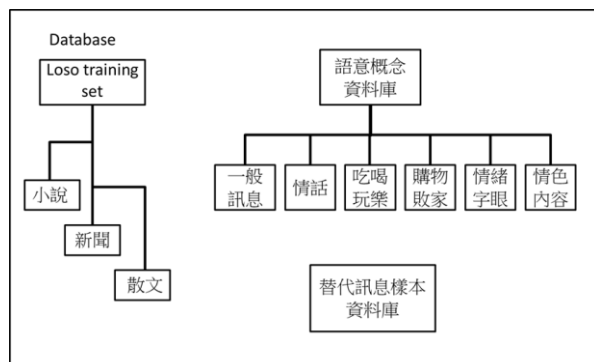 Database
Loso training
set
小說
新聞
散文
語意概念
資料庫
一般
訊息
情話
吃喝
玩樂
購物
敗家
情緒
字眼
情色
內容
替代訊息樣本
資料庫